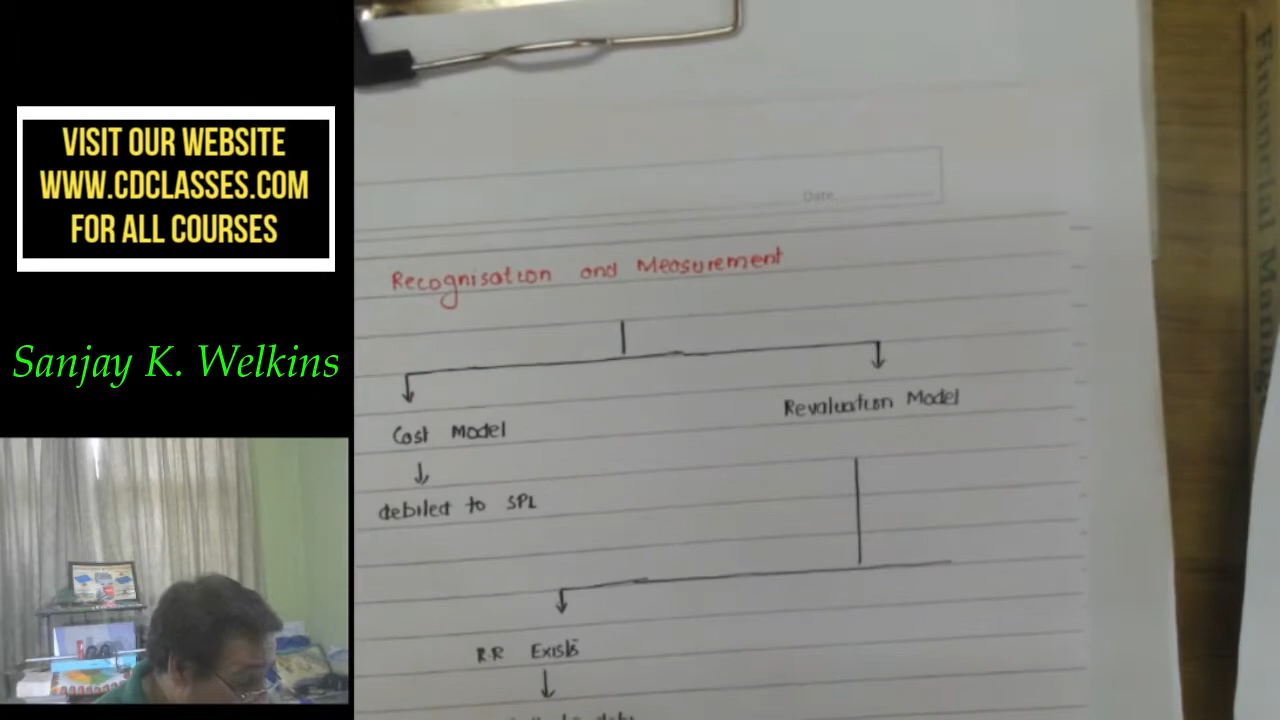 VISIT OUR WEBSITE
WWW.CDCLASSES.COM
FOR ALL COURSES
Sanjay K. Welkins
Date
Recognisation and Measurement
Cost Model
Revaluation Model
debited to SPL
R.R Exists
Financial